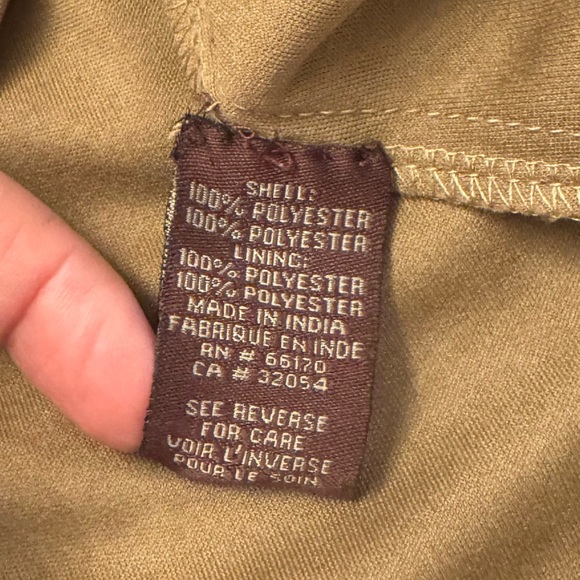 SHELL:
100% POLYESTER
100% POLYESTER
LINING:
100% POLYESTER
100% POLYESTER
MADE IN INDIA
FABRIQUE EN INDE
RN # 66170
CA # 32054
SEE REVERSE
FOR CARE
VOIR L'INVERSE
POUR LE SOIN